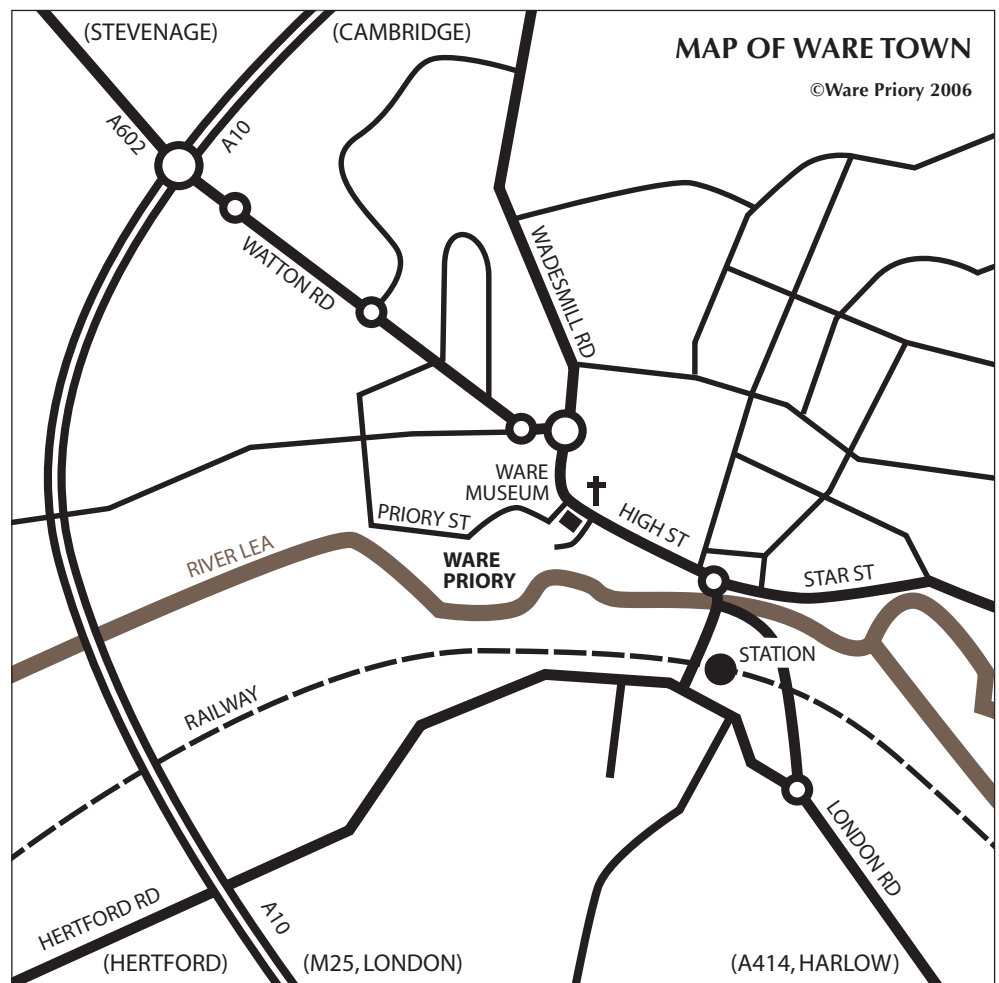 (STEVENAGE)
(CAMBRIDGE)
MAP OF WARE TOWN
©Ware Priory 2006
A602
A10
WATTON RD
WADESMILL RD
WARE
MUSEUM
HIGH ST
PRIORY ST
WARE
PRIORY
RIVER LEA
STAR ST
STATION
RAILWAY
LONDON RD
HERTFORD RD
A10
(HERTFORD)
(M25, LONDON)
(A414, HARLOW)